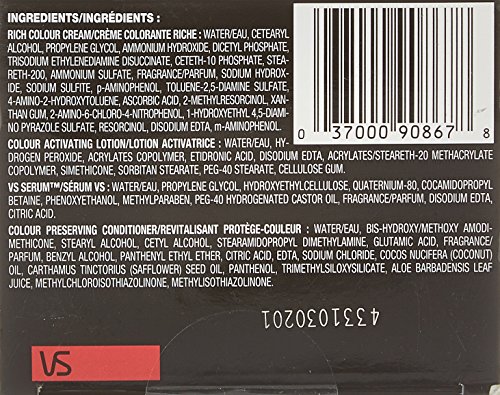 INGREDIENTS/INGRÉDIENTS :
RICH COLOUR CREAM/CRÈME COLORANTE RICHE : WATER/EAU, CETEARYL
ALCOHOL, PROPYLENE GLYCOL, AMMONIUM HYDROXIDE, DICETYL PHOSPHATE,
TRISODIUM ETHYLENEDIAMINE DISUCCINATE, CETETH-10 PHOSPHATE, STEA-
RETH-200, AMMONIUM SULFATE, FRAGRANCE/PARFUM, SODIUM HYDROX-
IDE, SODIUM SULFITE, p-AMINOPHENOL, TOLUENE-2,5-DIAMINE SULFATE,
4-AMINO-2-HYDROXYTOLUENE, ASCORBIC ACID, 2-METHYLRESORCINOL, XAN-
THAN GUM, 2-AMINO-6-CHLORO-4-NITROPHENOL, 1-HYDROXYETHYL 4,5-DIAMI-
NO PYRAZOLE SULFATE, RESORCINOL, DISODIUM EDTA, m-AMINOPHENOL.
0 37000 90867 8
COLOUR ACTIVATING LOTION/LOTION ACTIVATRICE : WATER/EAU, HY-
DROGEN PEROXIDE, ACRYLATES COPOLYMER, ETIDRONIC ACID, DISODIUM EDTA, ACRYLATES/STEARETH-20 METHACRYLATE
COPOLYMER, SIMETHICONE, SORBITAN STEARATE, PEG-40 STEARATE, CELLULOSE GUM.
VS SERUM™/SÉRUM VS : WATER/EAU, PROPYLENE GLYCOL, HYDROXYETHYLCELLULOSE, QUATERNIUM-80, COCAMIDOPROPYL
BETAINE, PHENOXYETHANOL, METHYLPARABEN, PEG-40 HYDROGENATED CASTOR OIL, FRAGRANCE/PARFUM, DISODIUM EDTA,
CITRIC ACID.
COLOUR PRESERVING CONDITIONER/REVITALISANT PROTÈGE-COULEUR : WATER/EAU, BIS-HYDROXY/METHOXY AMODI-
METHICONE, STEARYL ALCOHOL, CETYL ALCOHOL, STEARAMIDOPROPYL DIMETHYLAMINE, GLUTAMIC ACID, FRAGRANCE/
PARFUM, BENZYL ALCOHOL, PANTHENYL ETHYL ETHER, CITRIC ACID, EDTA, SODIUM CHLORIDE, COCOS NUCIFERA (COCONUT)
OIL, CARTHAMUS TINCTORIUS (SAFFLOWER) SEED OIL, PANTHENOL, TRIMETHYLSILOXYSILICATE, ALOE BARBADENSIS LEAF
JUICE, METHYLCHLOROISOTHIAZOLINONE, METHYLISOTHIAZOLINONE.
4331030201
VS